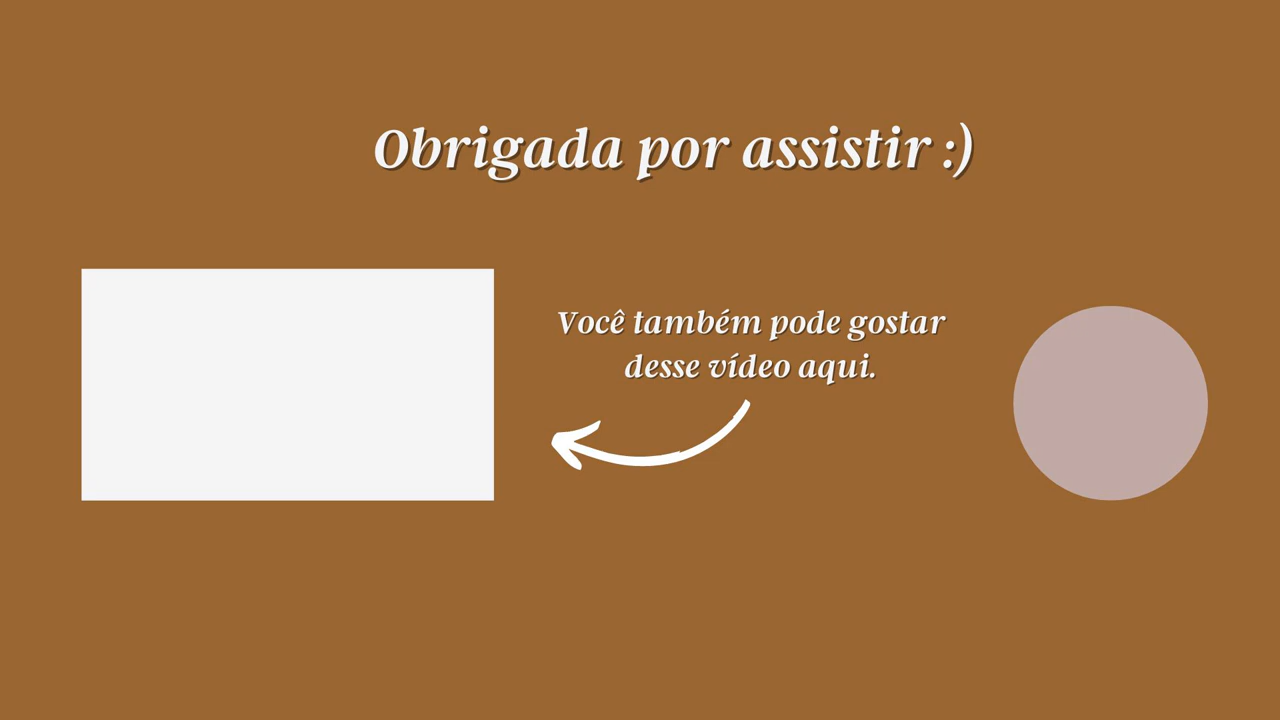 Obrigada por assistir :)
Você também pode gostar
desse vídeo aqui.